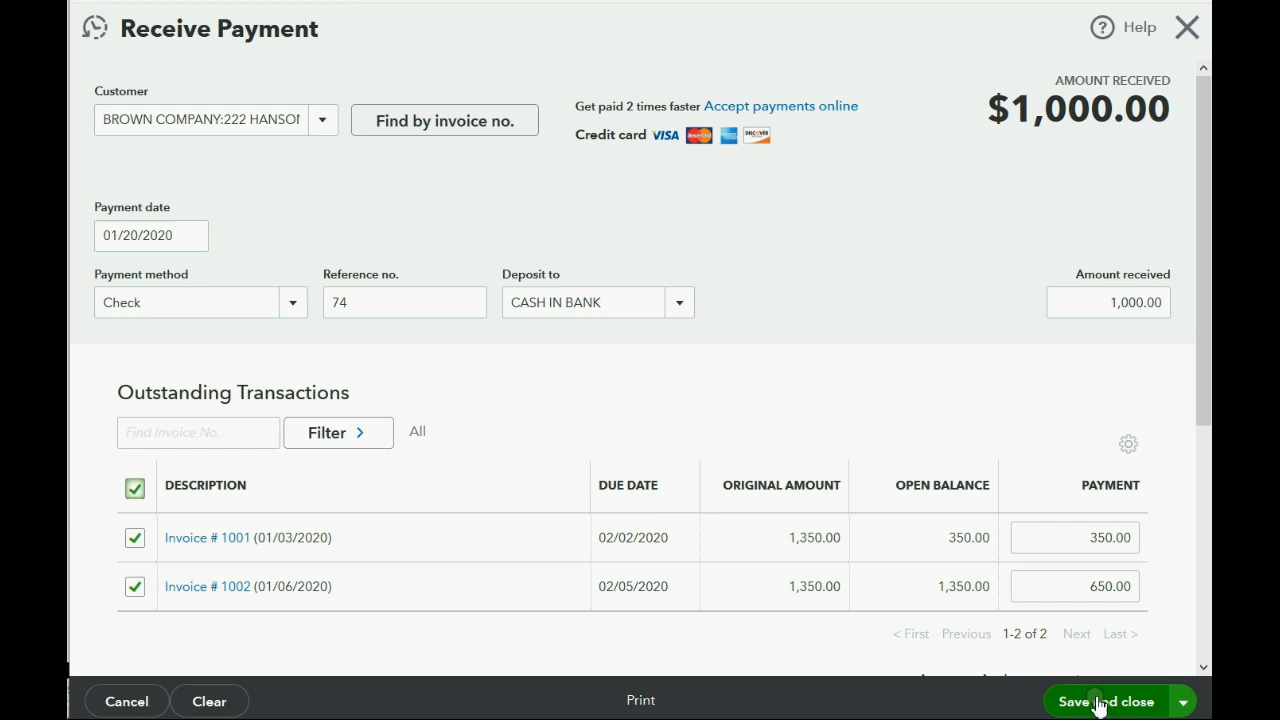 Receive Payment
? Help
Customer
BROWN COMPANY:222 HANSO
Find by invoice no.
Get paid 2 times faster Accept payments online
Credit card VISA MasterCard DISCOVER
AMOUNT RECEIVED
$1,000.00
Payment date
01/20/2020
Payment method
Check
Reference no.
74
Deposit to
CASH IN BANK
Amount received
1,000.00
Outstanding Transactions
Find Invoice No.
Filter >
All
DESCRIPTION DUE DATE ORIGINAL AMOUNT OPEN BALANCE PAYMENT
Invoice # 1001 (01/03/2020) 02/02/2020 1,350.00 350.00 350.00
Invoice # 1002 (01/06/2020) 02/05/2020 1,350.00 1,350.00 650.00
< First Previous 1-2 of 2 Next Last >
Cancel Clear Print Save and close